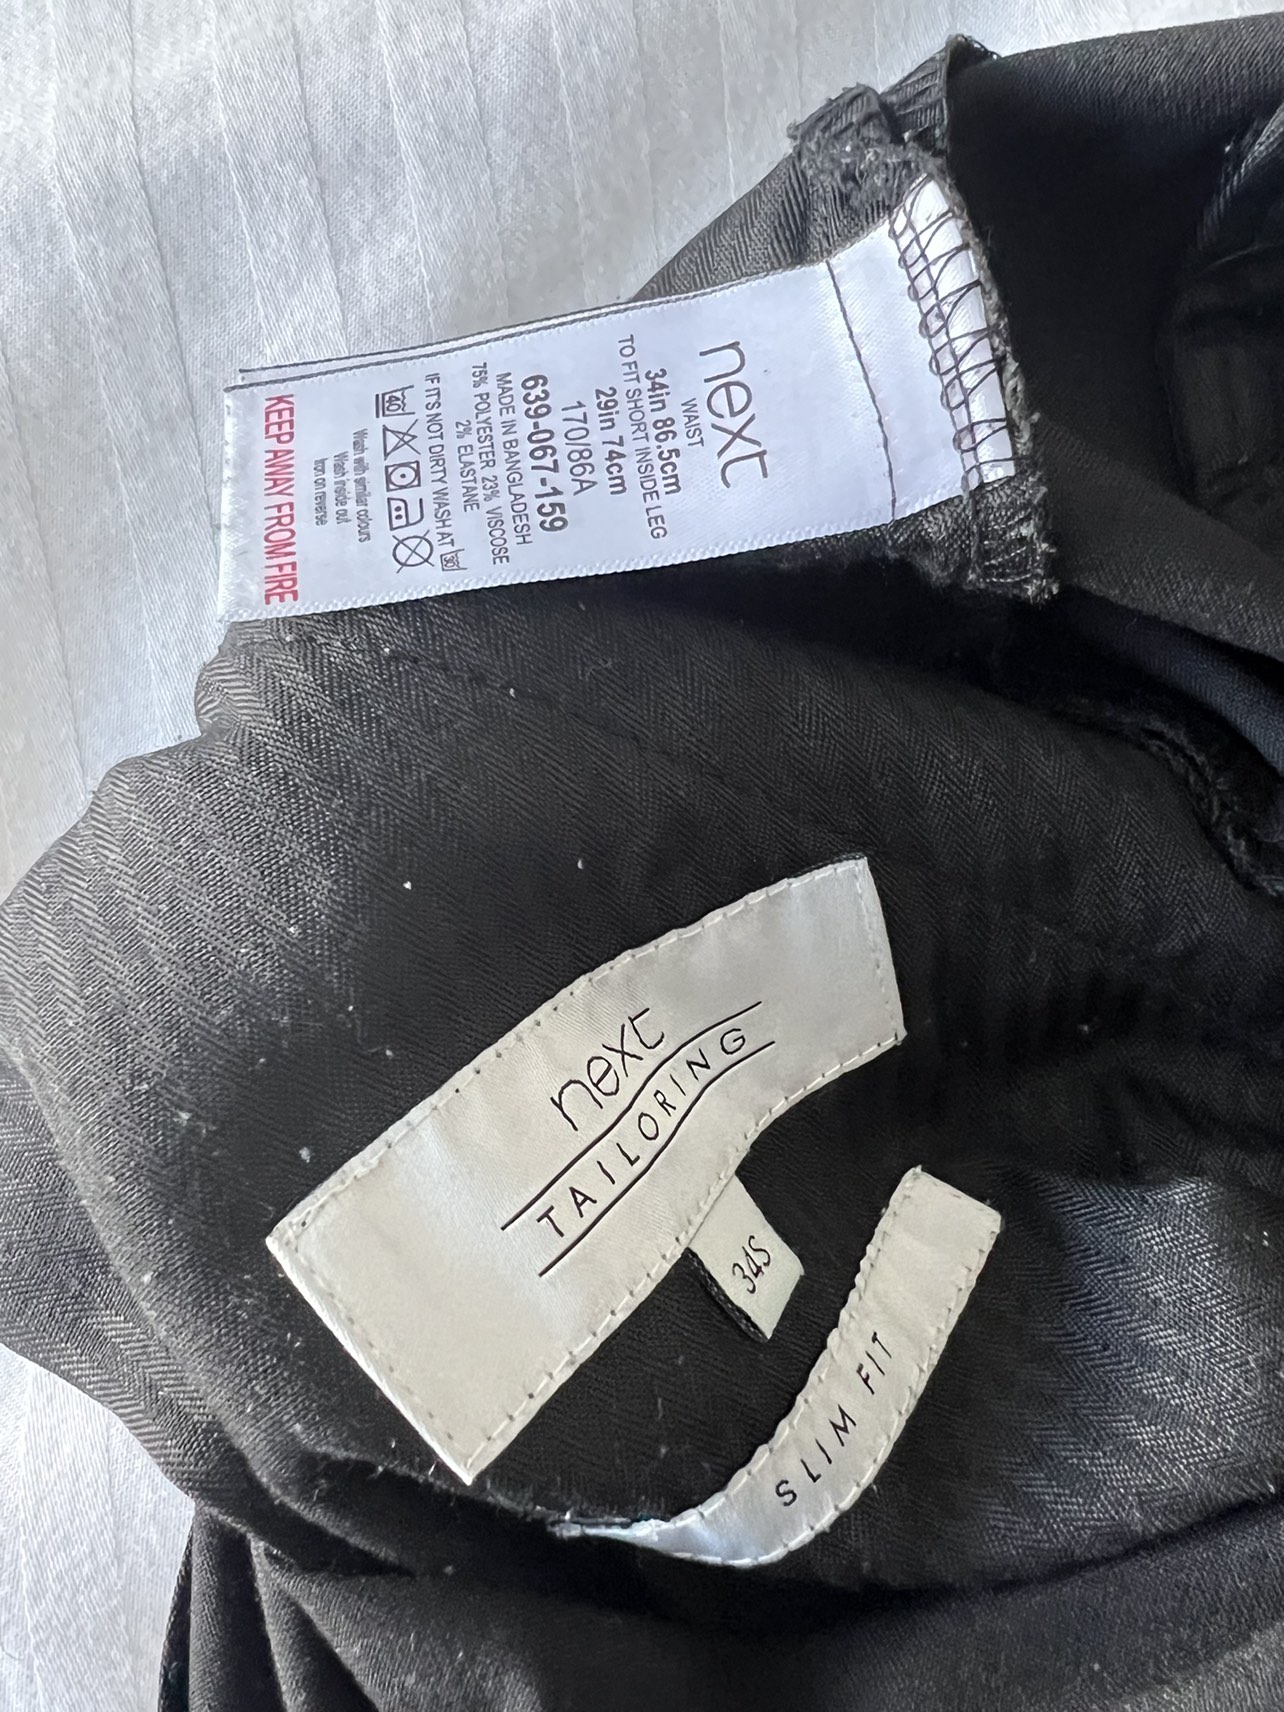 next
WAIST
34in 86.5cm
TO FIT SHORT INSIDE LEG
29in 74cm
170/86A
639-067-159
MADE IN BANGLADESH
75% POLYESTER 23% VISCOSE
2% ELASTANE
IF IT'S NOT DIRTY WASH AT 30°
40
Wash with similar colours
Wash inside out
Iron on reverse
KEEP AWAY FROM FIRE
next
TAILORING
34S
SLIM FIT